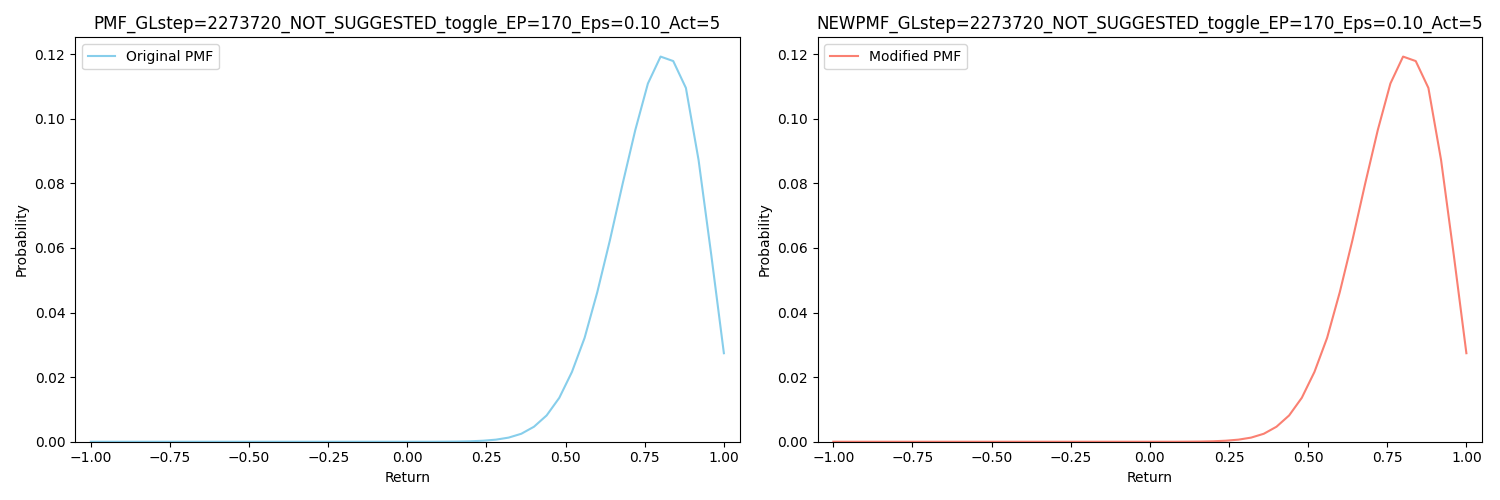 PMF_GLstep=2273720_NOT_SUGGESTED_toggle_EP=170_Eps=0.10_Act=5
Original PMF
0.12
0.10
0.08
0.06
0.04
0.02
0.00
Probability
−1.00 −0.75 −0.50 −0.25 0.00 0.25 0.50 0.75 1.00
Return
NEWPMF_GLstep=2273720_NOT_SUGGESTED_toggle_EP=170_Eps=0.10_Act=5
Modified PMF
0.12
0.10
0.08
0.06
0.04
0.02
0.00
Probability
−1.00 −0.75 −0.50 −0.25 0.00 0.25 0.50 0.75 1.00
Return